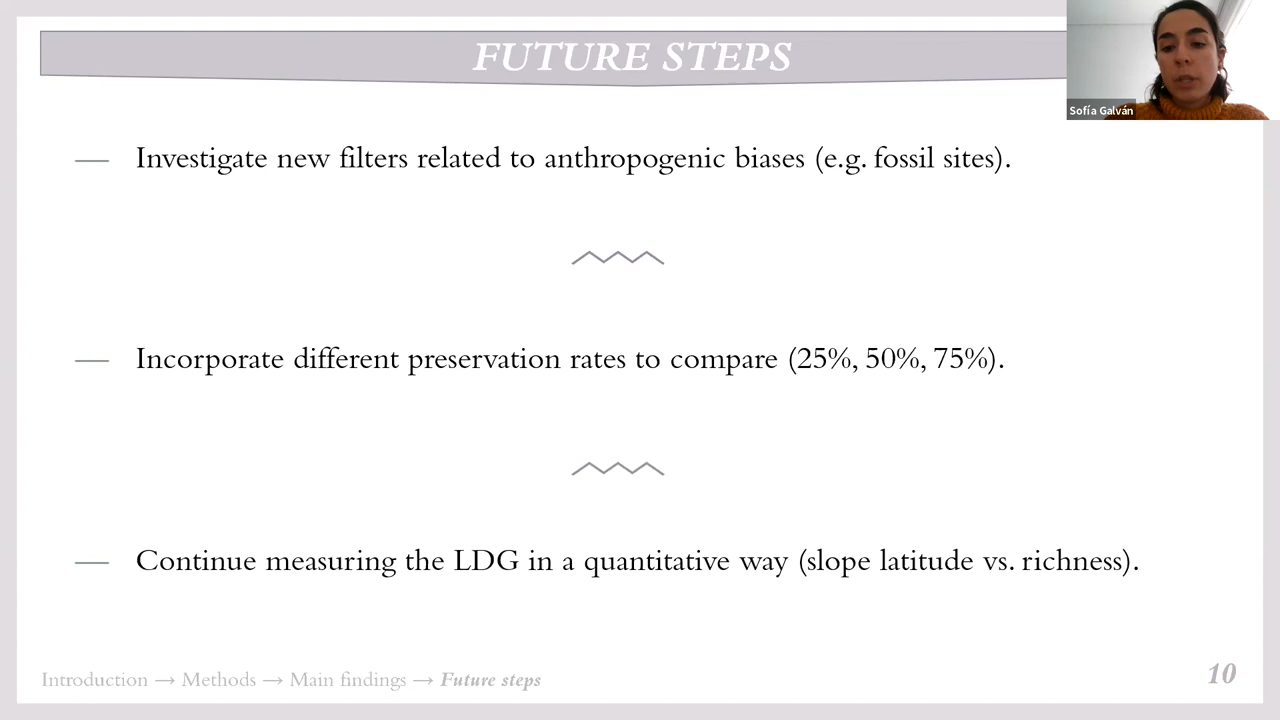 FUTURE STEPS
Sofía Galván
— Investigate new filters related to anthropogenic biases (e.g. fossil sites).
— Incorporate different preservation rates to compare (25%, 50%, 75%).
— Continue measuring the LDG in a quantitative way (slope latitude vs. richness).
Introduction → Methods → Main findings → Future steps
10